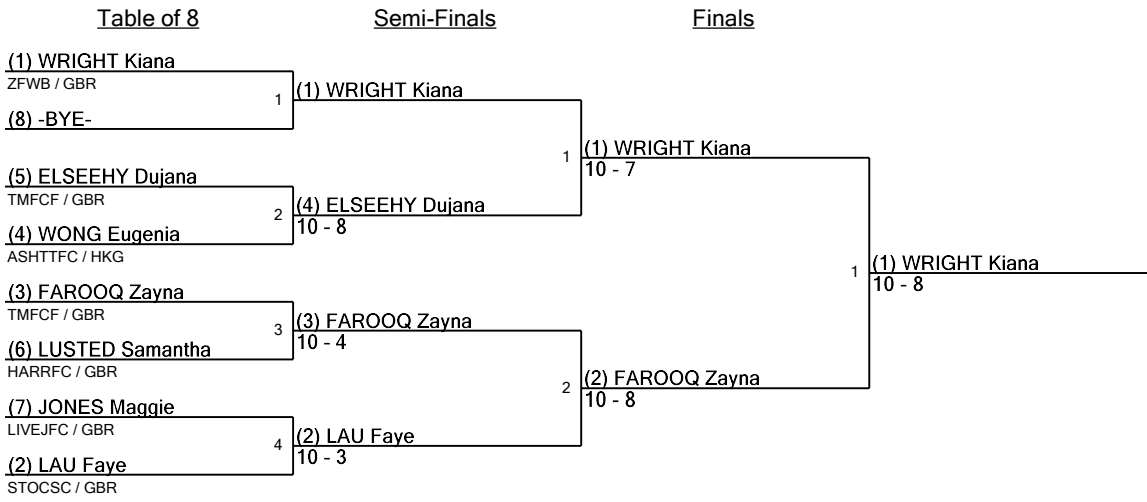 Table of 8
Semi-Finals
Finals
(1) WRIGHT Kiana
ZFWB / GBR
1
(8) -BYE-
(5) ELSEEHY Dujana
TMFCF / GBR
2
(4) WONG Eugenia
ASHTTFC / HKG
(3) FAROOQ Zayna
TMFCF / GBR
3
(6) LUSTED Samantha
HARRFC / GBR
(7) JONES Maggie
LIVEJFC / GBR
4
(2) LAU Faye
STOCSC / GBR
(1) WRIGHT Kiana
1
(4) ELSEEHY Dujana
10 - 8
(3) FAROOQ Zayna
10 - 4
2
(2) LAU Faye
10 - 3
(1) WRIGHT Kiana
10 - 7
1
(2) FAROOQ Zayna
10 - 8
(1) WRIGHT Kiana
10 - 8